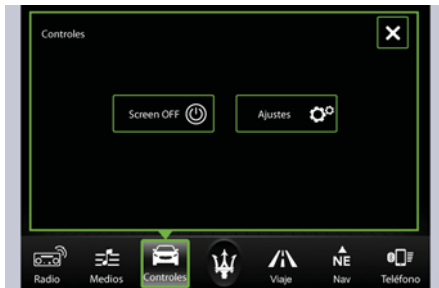 Controles
Screen OFF
Ajustes
Radio
Medios
Controles
Viaje
NE
Nav
Teléfono